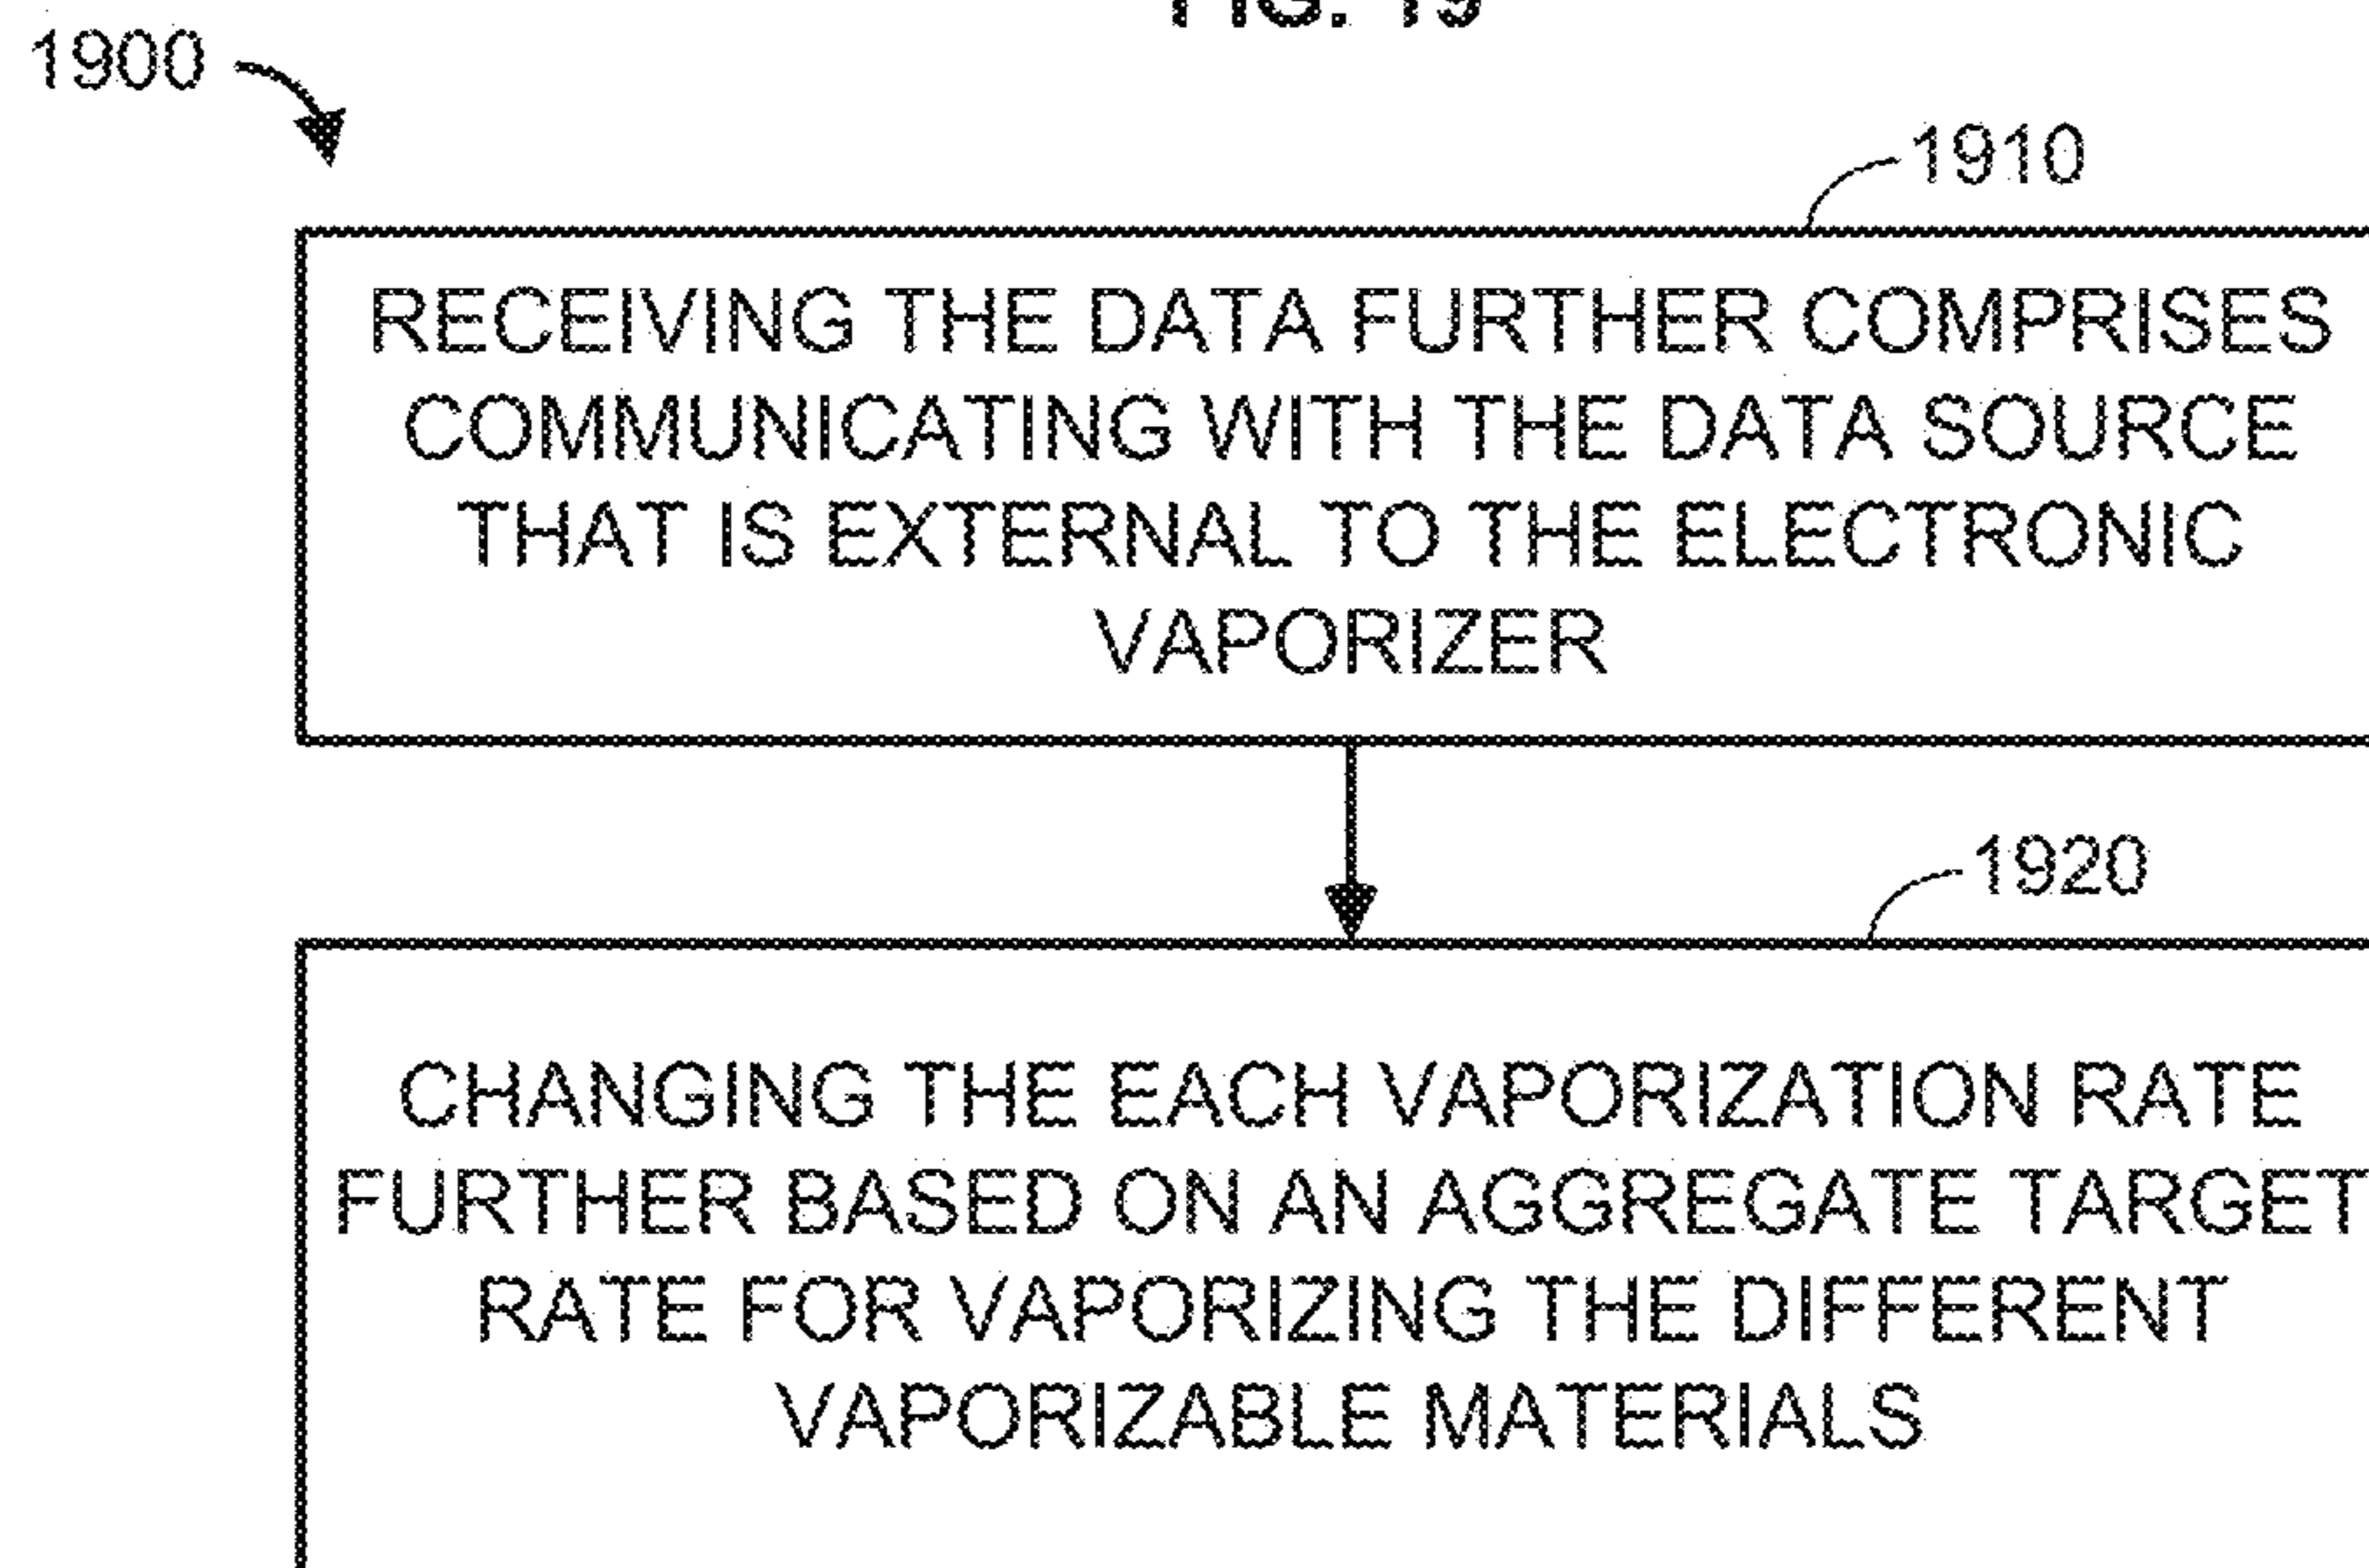 FIG. 19
1900
1910
RECEIVING THE DATA FURTHER COMPRISES
COMMUNICATING WITH THE DATA SOURCE
THAT IS EXTERNAL TO THE ELECTRONIC
VAPORIZER
1920
CHANGING THE EACH VAPORIZATION RATE
FURTHER BASED ON AN AGGREGATE TARGET
RATE FOR VAPORIZING THE DIFFERENT
VAPORIZABLE MATERIALS